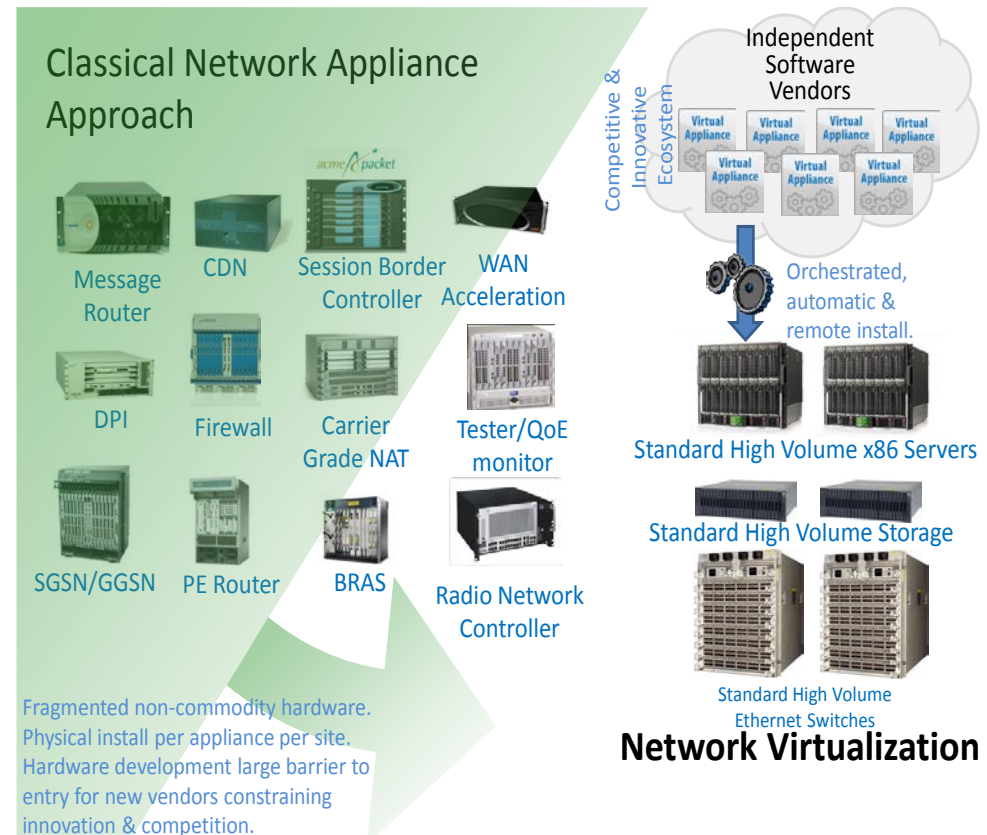 Classical Network Appliance
Approach
acme packet
Message
Router
CDN
Session Border
Controller
WAN
Acceleration
DPI
Firewall
Carrier
Grade NAT
Tester/QoE
monitor
SGSN/GGSN
PE Router
BRAS
Radio Network
Controller
Fragmented non-commodity hardware.
Physical install per appliance per site.
Hardware development large barrier to
entry for new vendors constraining
innovation & competition.
Competitive &
Innovative
Ecosystem
Independent
Software
Vendors
Virtual
Appliance
Virtual
Appliance
Virtual
Appliance
Virtual
Appliance
Virtual
Appliance
Virtual
Appliance
Virtual
Appliance
Orchestrated,
automatic &
remote install.
Standard High Volume x86 Servers
Standard High Volume Storage
Standard High Volume
Ethernet Switches
Network Virtualization